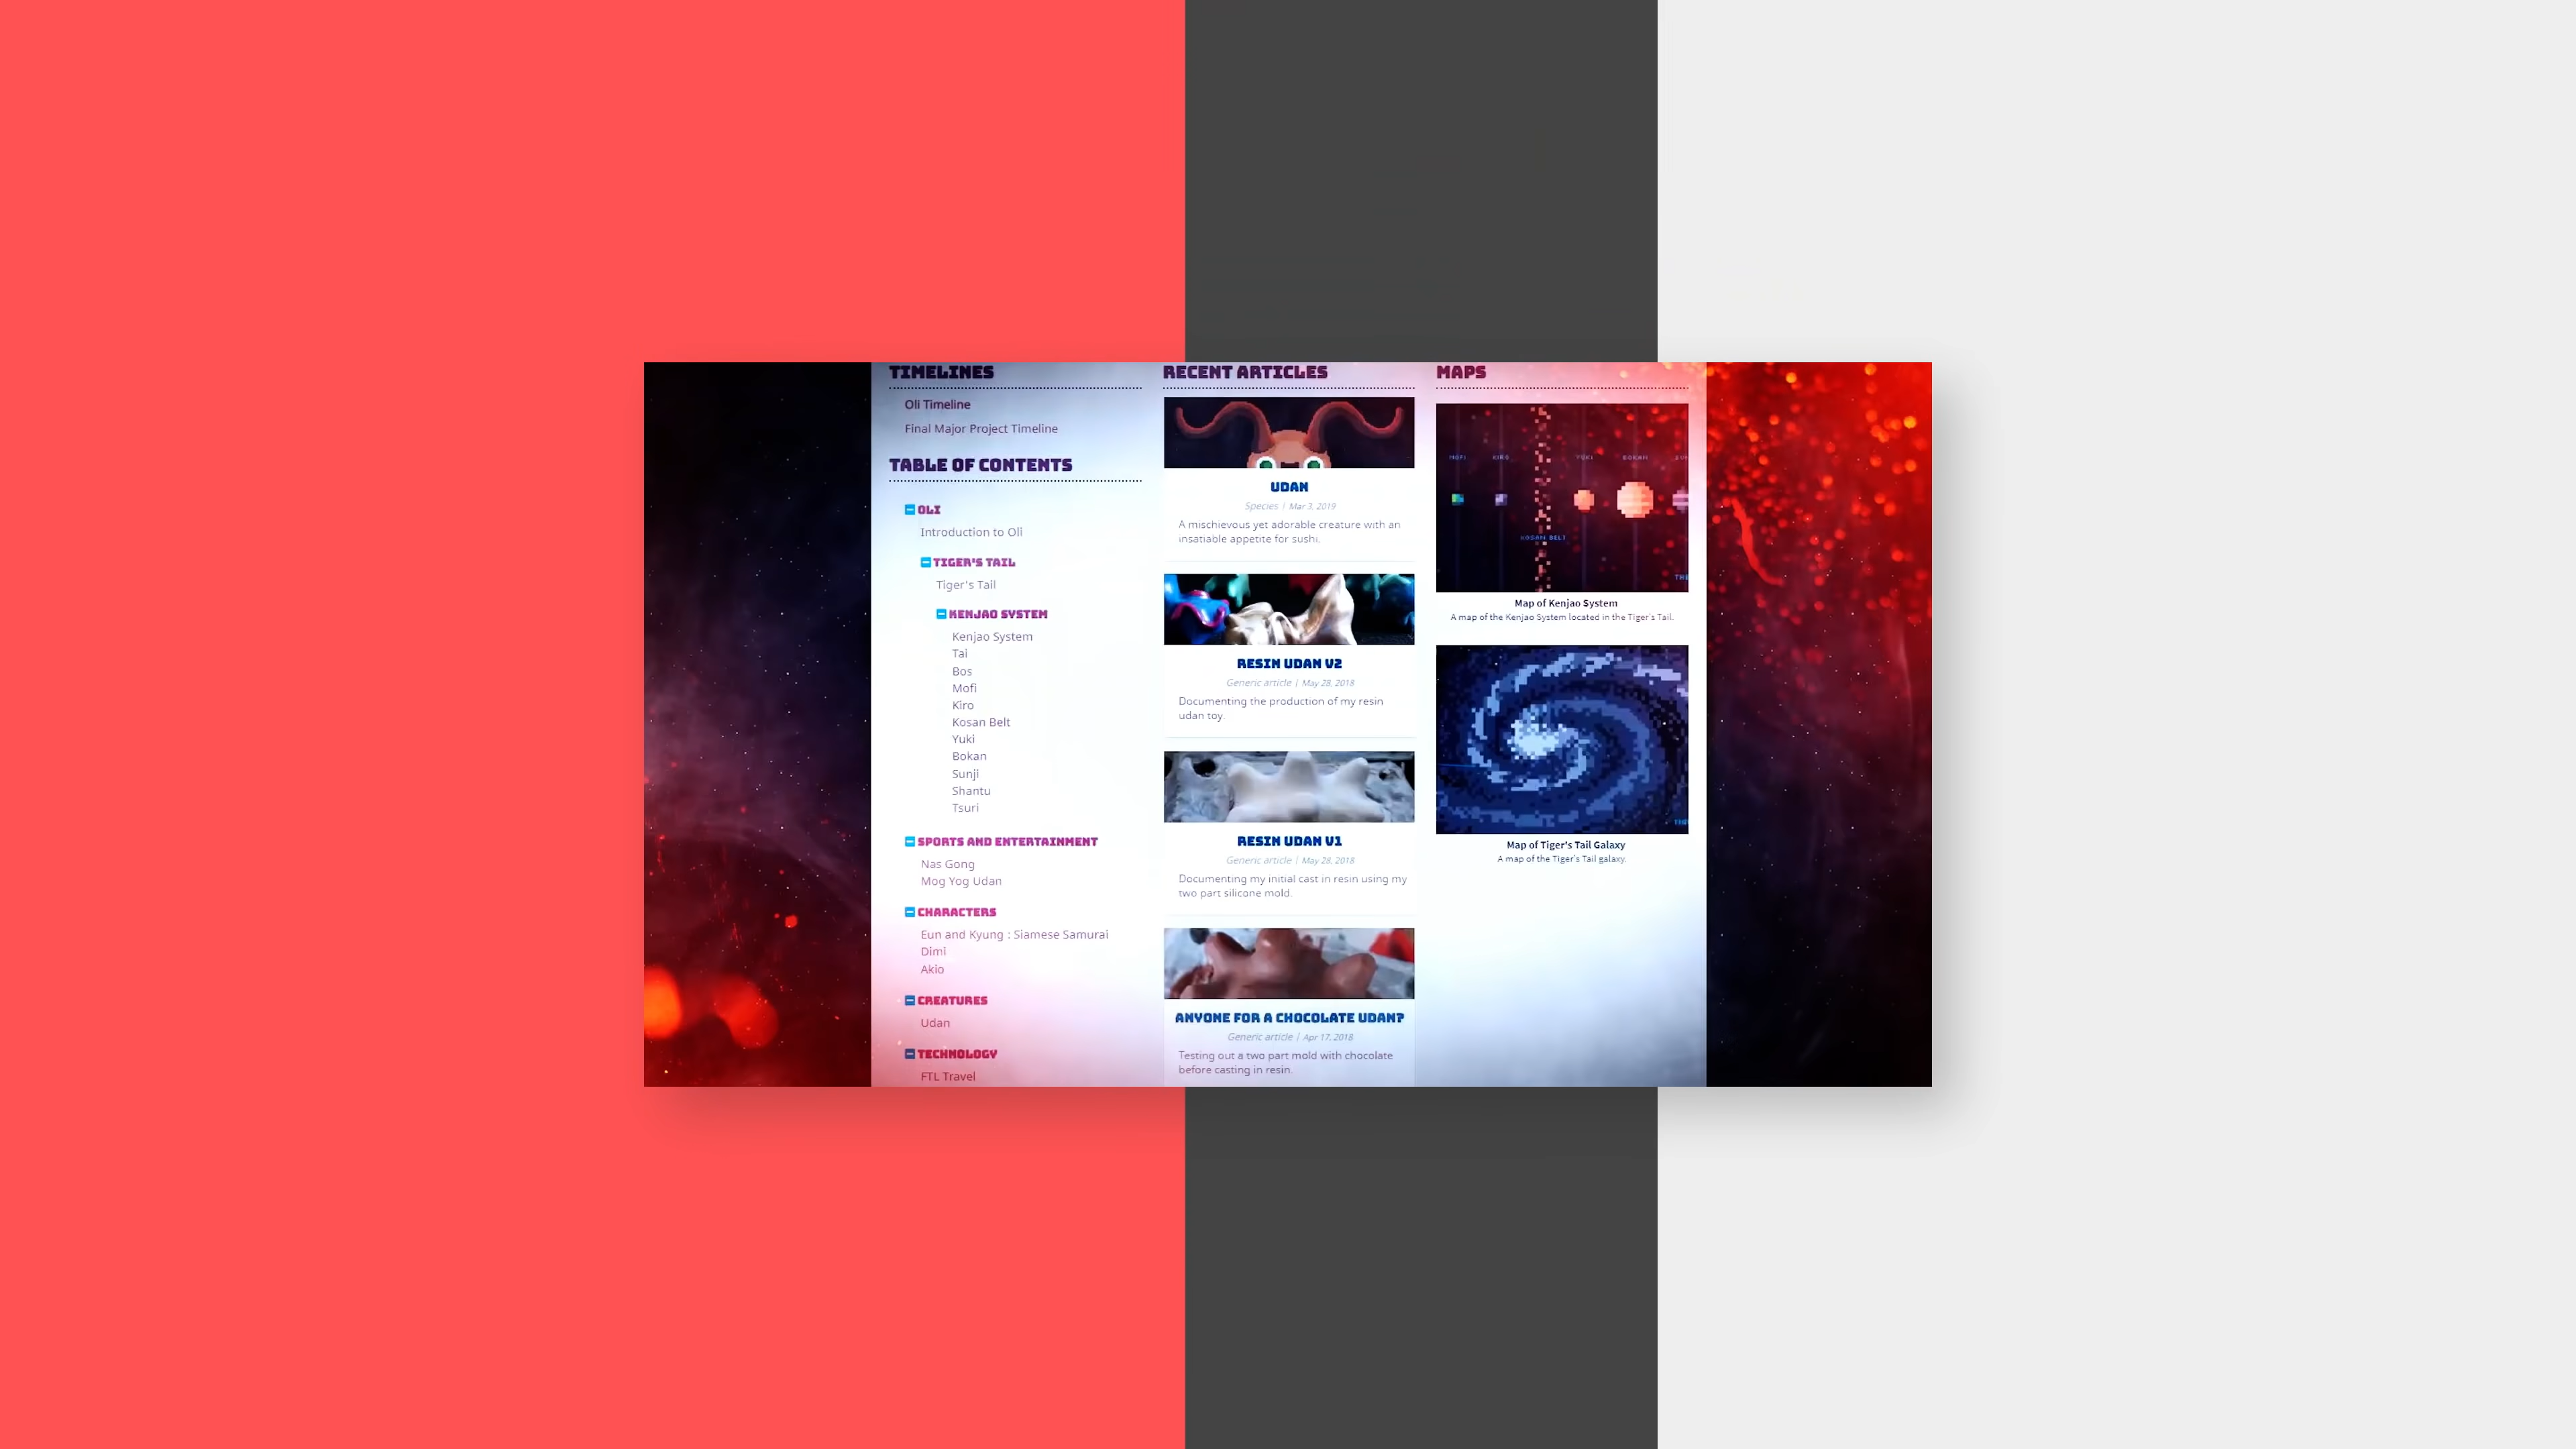 TIMELINES
Oli Timeline
Final Major Project Timeline
TABLE OF CONTENTS
OLI
Introduction to Oli
TIGER'S TAIL
Tiger's Tail
KENJAO SYSTEM
Kenjao System
Tai
Bos
Mofi
Kiro
Kosan Belt
Yuki
Bokan
Sunji
Shantu
Tsuri
SPORTS AND ENTERTAINMENT
Nas Gong
Mog Yog Udan
CHARACTERS
Eun and Kyung : Siamese Samurai
Dimi
Akio
CREATURES
Udan
TECHNOLOGY
FTL Travel
RECENT ARTICLES
UDAN
Species | Mar 3, 2019
A mischievous yet adorable creature with an
insatiable appetite for sushi.
RESIN UDAN V2
Generic article | May 28, 2018
Documenting the production of my resin
udan toy.
RESIN UDAN V1
Generic article | May 28, 2018
Documenting my initial cast in resin using my
two part silicone mold.
ANYONE FOR A CHOCOLATE UDAN?
Generic article | Apr 17, 2018
Testing out a two part mold with chocolate
before casting in resin.
MAPS
MOFI KIRO YUKI BOKAN
KOSAN BELT
Map of Kenjao System
A map of the Kenjao System located in the Tiger's Tail.
Map of Tiger's Tail Galaxy
A map of the Tiger's Tail galaxy.